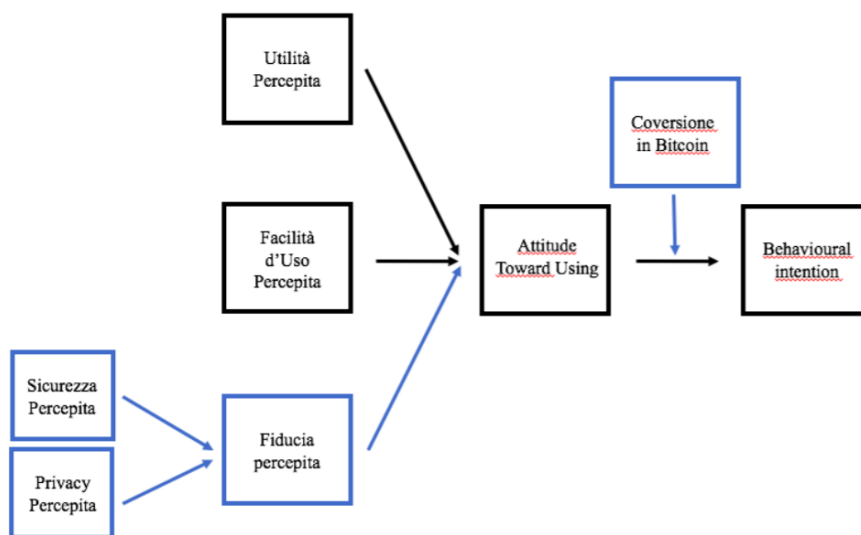 Utilità
Percepita
Coversione
in Bitcoin
Facilità
d'Uso
Percepita
Attitude
Toward Using
Behavioural
intention
Sicurezza
Percepita
Fiducia
percepita
Privacy
Percepita